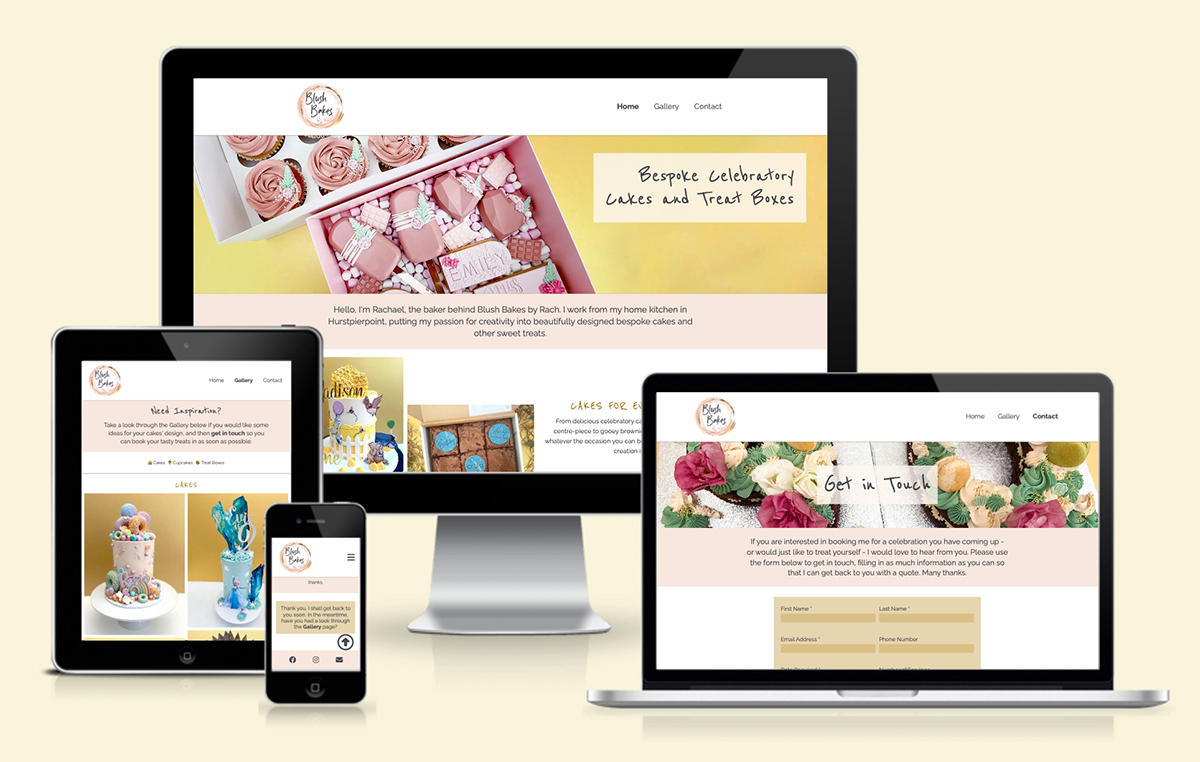 Blush
Bakes
Home Gallery Contact
Bespoke Celebratory
Cakes and Treat Boxes
EMILY
Hello, I'm Rachael, the baker behind Blush Bakes by Rach. I work from my home kitchen in
Hurstpierpoint, putting my passion for creativity into beautifully designed bespoke cakes and
other sweet treats.
adison
CAKES FOR EV
From delicious celebratory ca
centre-piece to gooey browni
whatever the occasion you can b
creation i
Blush
Bakes
Home Gallery Contact
Need Inspiration?
Take a look through the Gallery below if you would like some
ideas for your cakes' design, and then get in touch so you
can book your tasty treats in as soon as possible.
Cakes Cupcakes Treat Boxes
CAKES
Blush
Bakes
thanks.
Thank you. I shall get back to
you soon. In the meantime,
have you had a look through
the Gallery page?
Blush
Bakes
Home Gallery Contact
Get in Touch
If you are interested in booking me for a celebration you have coming up -
or would just like to treat yourself - I would love to hear from you. Please use
the form below to get in touch, filling in as much information as you can so
that I can get back to you with a quote. Many thanks.
First Name * Last Name *
Email Address * Phone Number